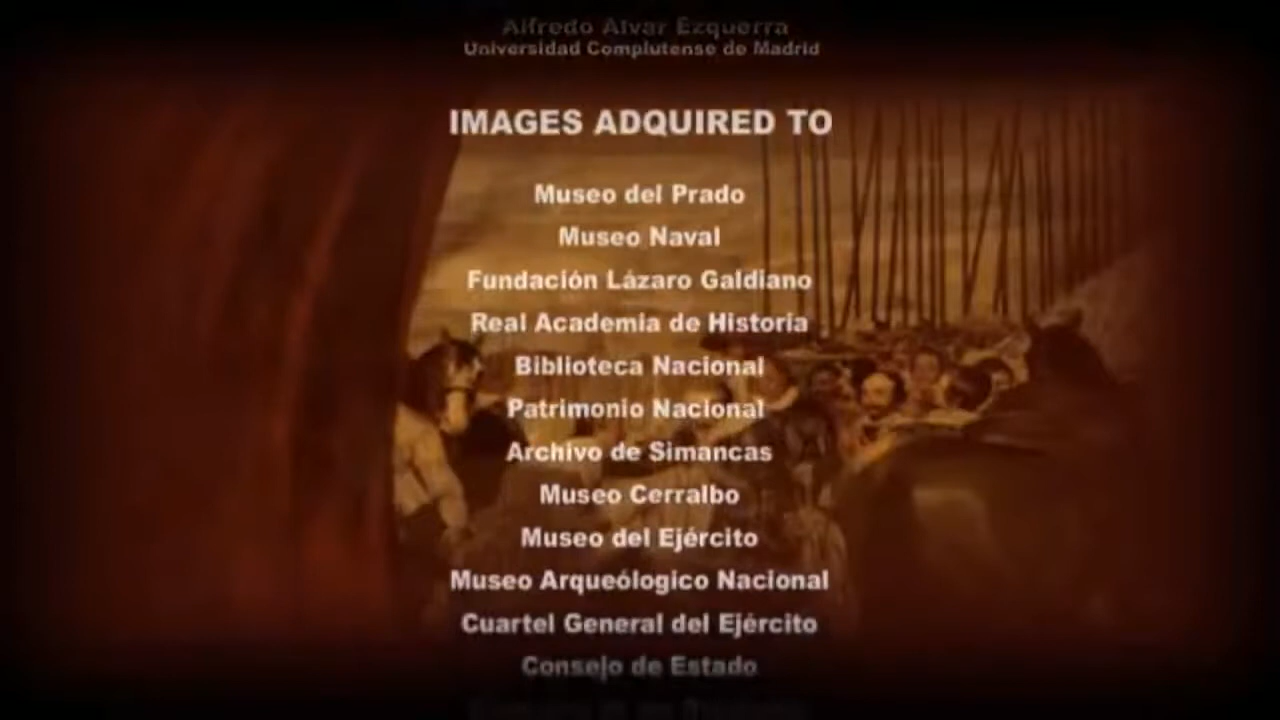 Alfredo Alvar Ezquerra
Universidad Complutense de Madrid
IMAGES ADQUIRED TO
Museo del Prado
Museo Naval
Fundación Lázaro Galdiano
Real Academia de Historia
Biblioteca Nacional
Patrimonio Nacional
Archivo de Simancas
Museo Cerralbo
Museo del Ejército
Museo Arqueólogico Nacional
Cuartel General del Ejército
Consejo de Estado